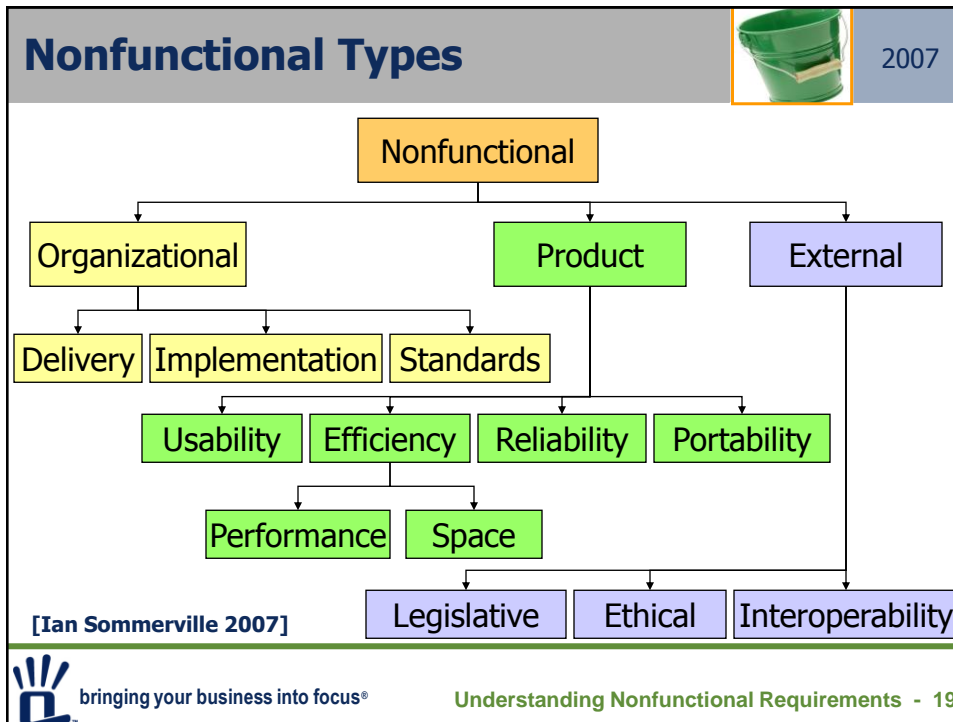 Nonfunctional Types
2007
Nonfunctional
Organizational Product External
Delivery Implementation Standards
Usability Efficiency Reliability Portability
Performance Space
Legislative Ethical Interoperability
[Ian Sommerville 2007]
bringing your business into focus®
Understanding Nonfunctional Requirements - 19